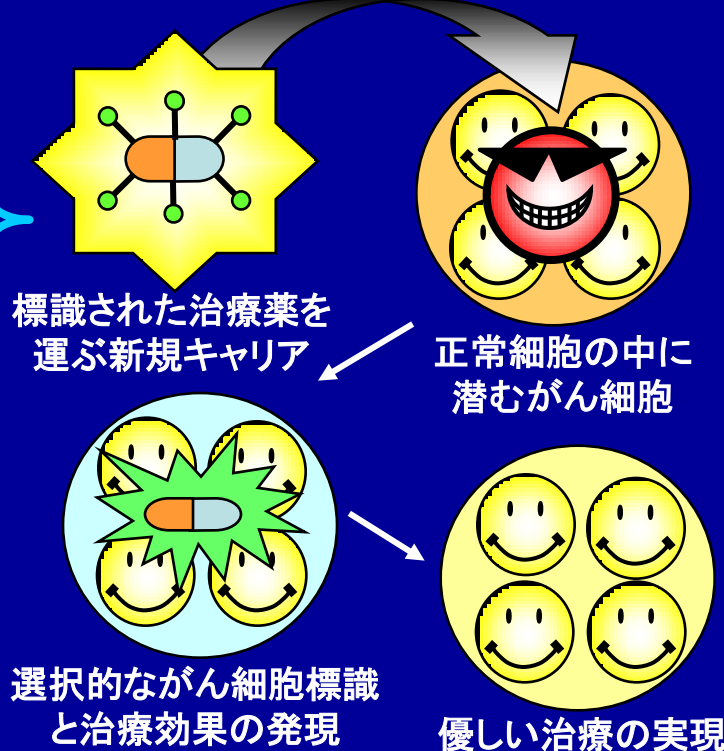 標識された治療薬を
運ぶ新規キャリア
正常細胞の中に
潜むがん細胞
選択的ながん細胞標識
と治療効果の発現
優しい治療の実現